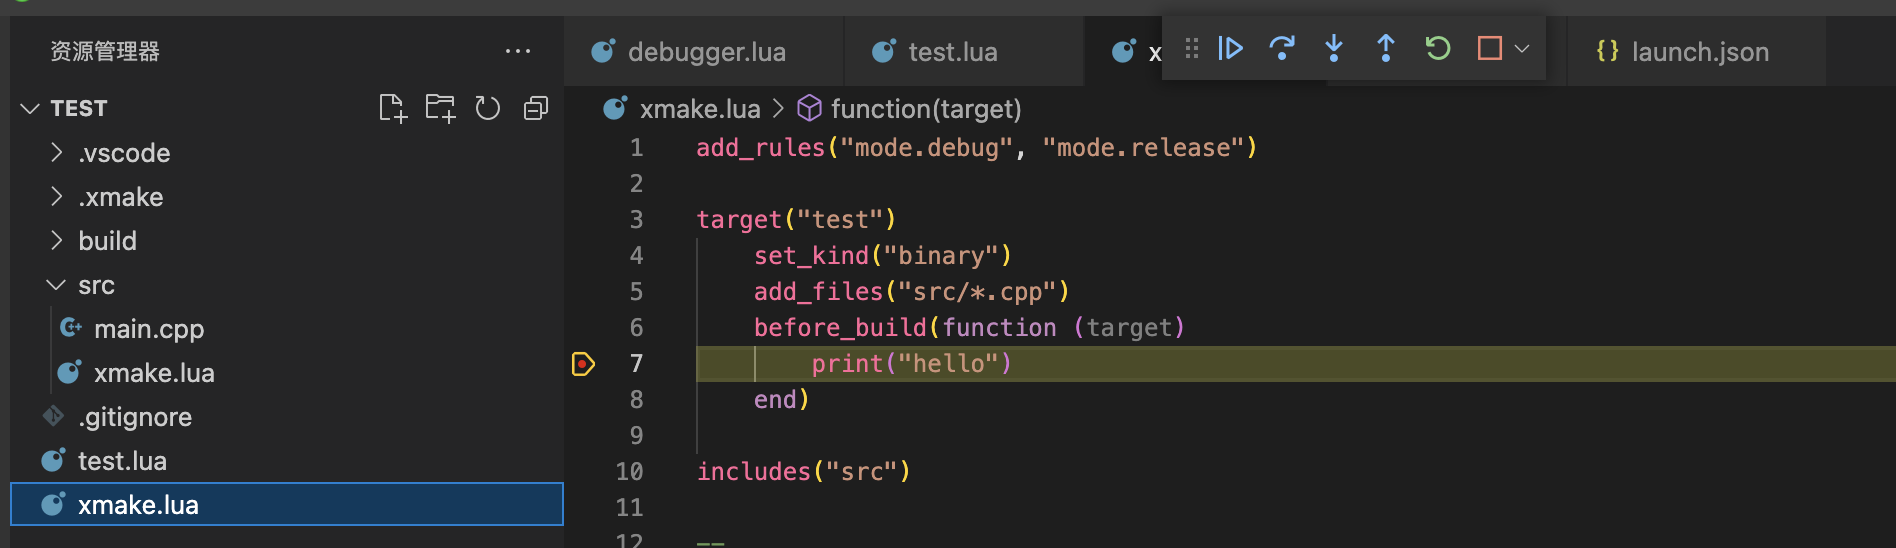 资源管理器 ···
TEST
.vscode
.xmake
build
src
main.cpp
xmake.lua
.gitignore
test.lua
xmake.lua
debugger.lua test.lua x {} launch.json
xmake.lua > function(target)
1 add_rules("mode.debug", "mode.release")
2
3 target("test")
4 set_kind("binary")
5 add_files("src/*.cpp")
6 before_build(function (target)
7 print("hello")
8 end)
9
10 includes("src")
11
12 --